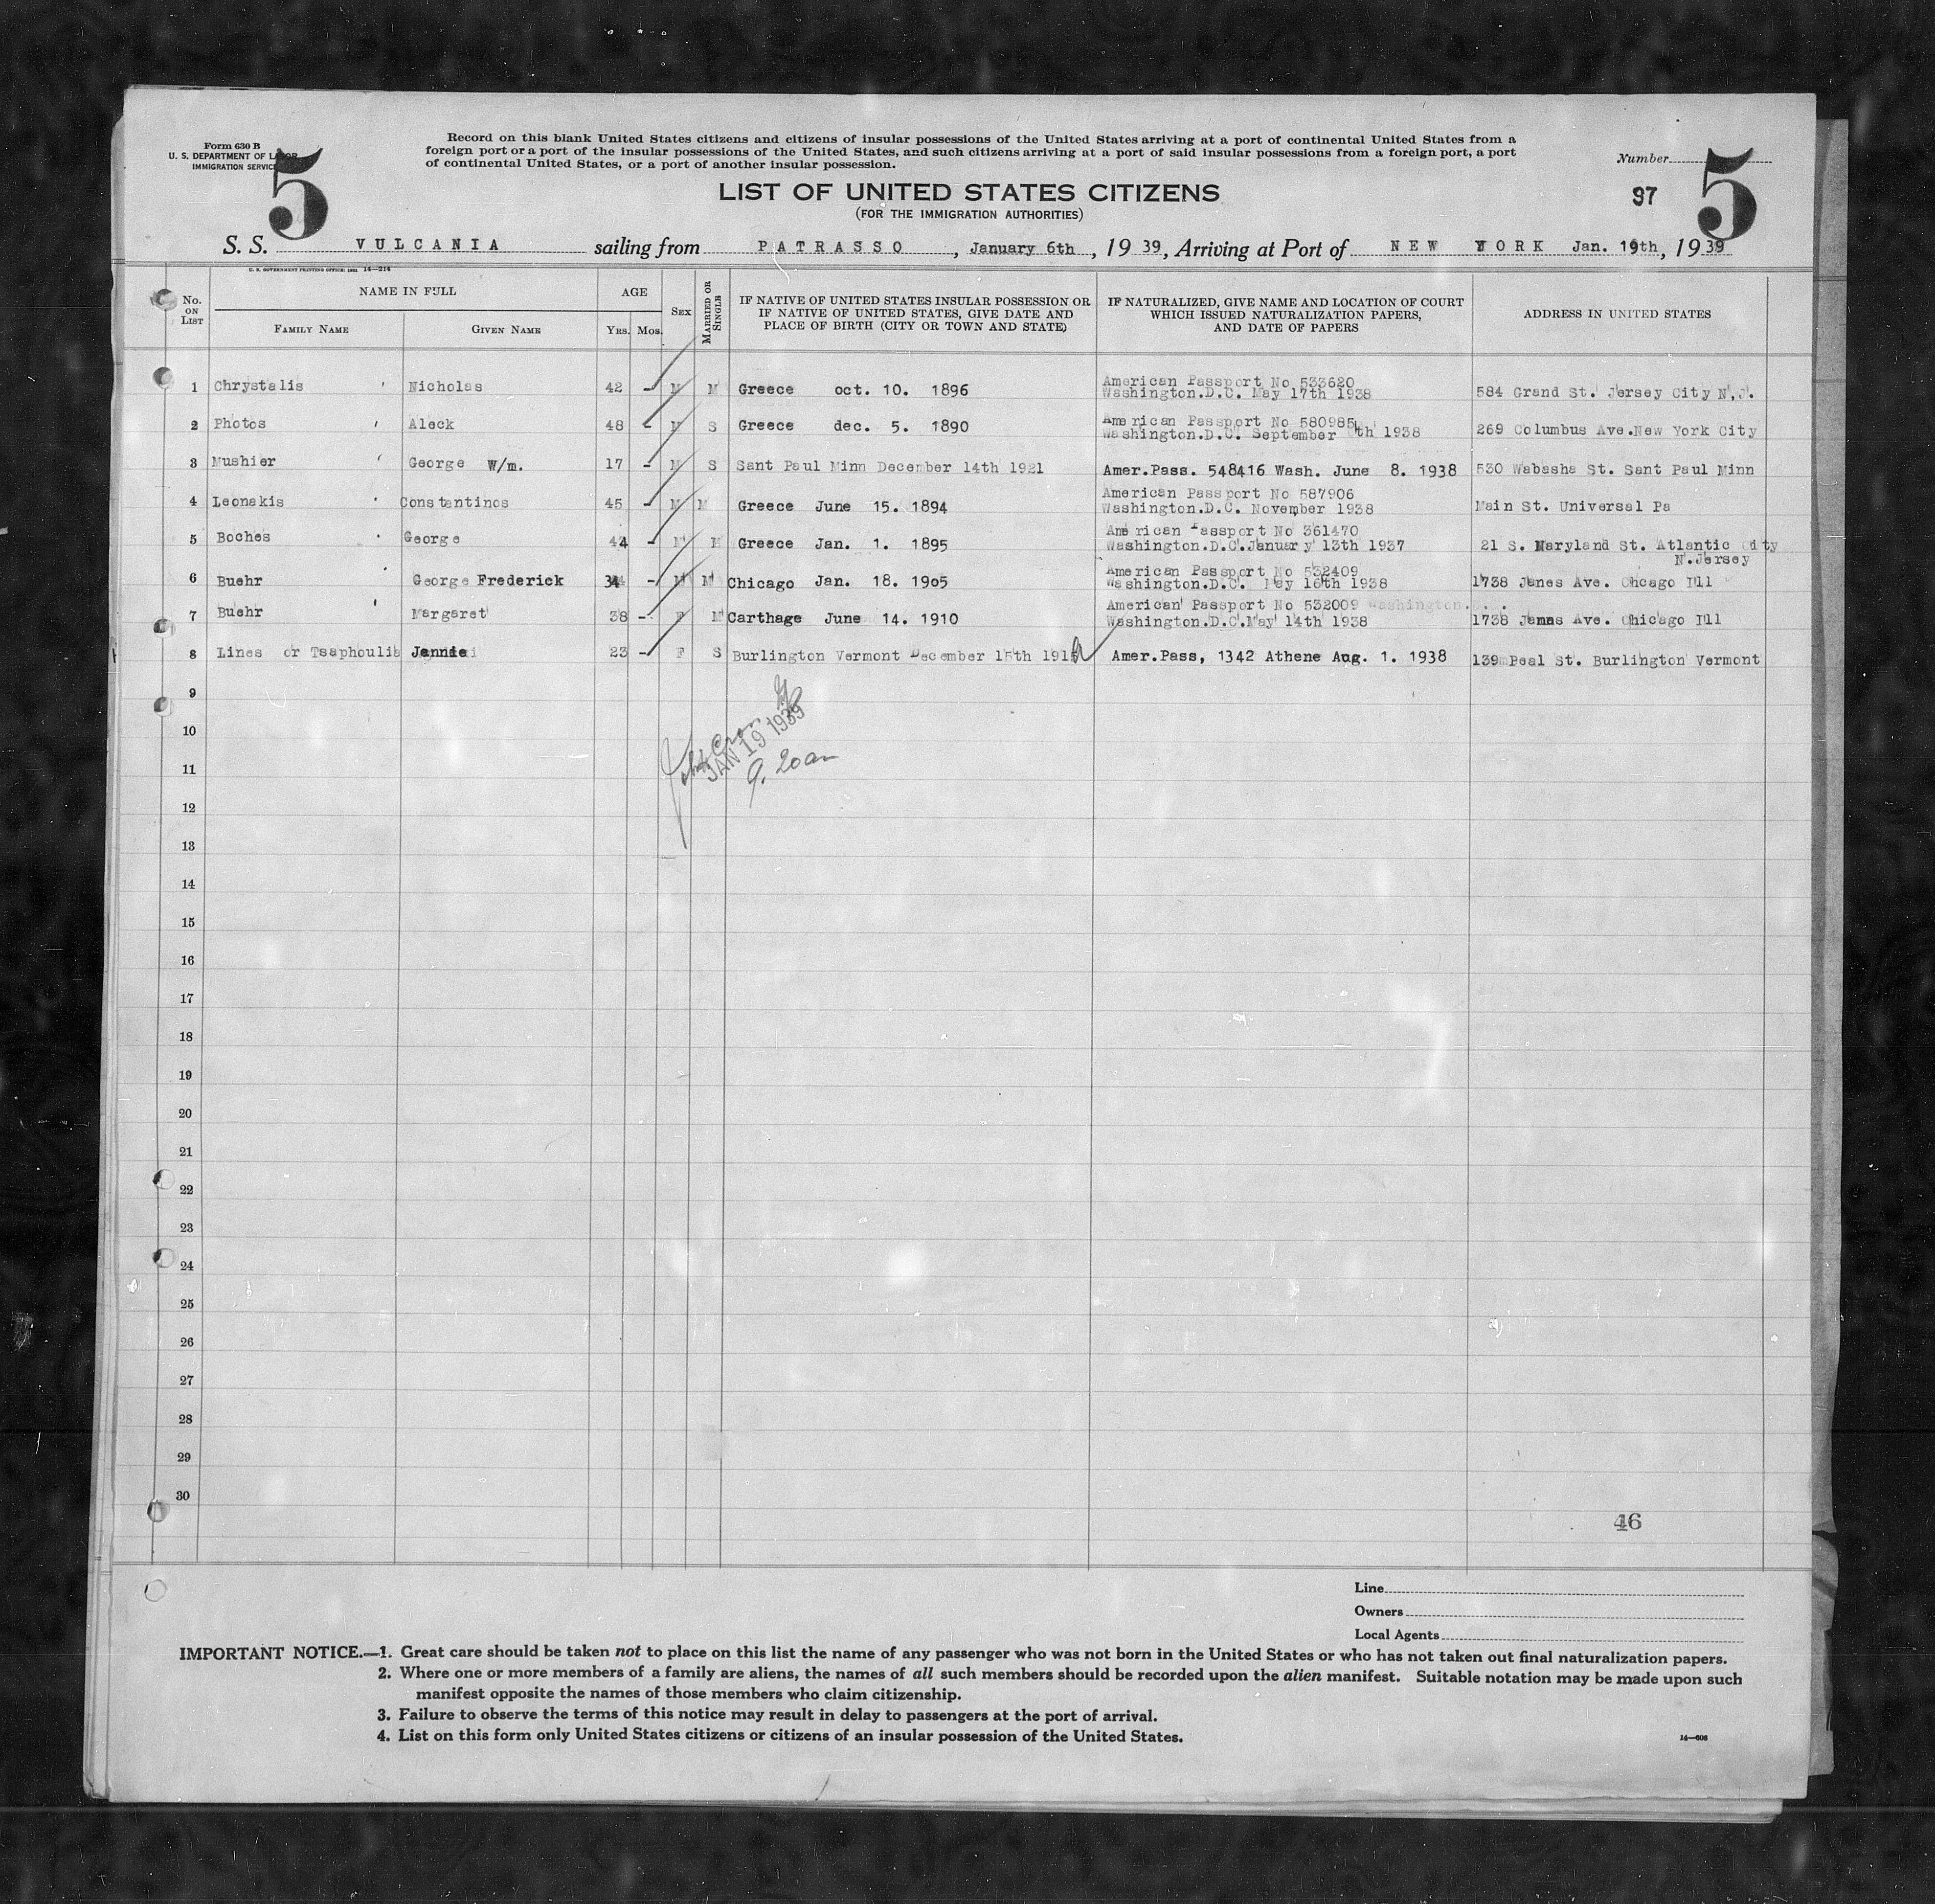 Form 630 B
U. S. DEPARTMENT OF LABOR
IMMIGRATION SERVICE
5
Record on this blank United States citizens and citizens of insular possessions of the United States arriving at a port of continental United States from a
foreign port or a port of the insular possessions of the United States, and such citizens arriving at a port of said insular possessions from a foreign port, a port
of continental United States, or a port of another insular possession.
Number
5
LIST OF UNITED STATES CITIZENS
(FOR THE IMMIGRATION AUTHORITIES)
97
S. S. VULCANIA sailing from PATRASSO, January 6th, 19 39, Arriving at Port of NEW YORK Jan. 19th, 19 39
U. S. GOVERNMENT PRINTING OFFICE: 1931 14—214
No. ON LIST NAME IN FULL AGE SEX MARRIED OR SINGLE IF NATIVE OF UNITED STATES INSULAR POSSESSION OR IF NATIVE OF UNITED STATES, GIVE DATE AND PLACE OF BIRTH (CITY OR TOWN AND STATE) IF NATURALIZED, GIVE NAME AND LOCATION OF COURT WHICH ISSUED NATURALIZATION PAPERS, AND DATE OF PAPERS ADDRESS IN UNITED STATES
FAMILY NAME GIVEN NAME YRS. MOS.
1 Chrystalis Nicholas 42 - M M Greece oct. 10. 1896 American Passport No 533620 Washington.D.C. May 17th 1938 584 Grand St. Jersey City N,J.
2 Photos Aleck 48 - M S Greece dec. 5. 1890 American Passport No 580985 Washington.D.C. September th 1938 269 Columbus Ave.New York City
3 Mushier George W/m. 17 - M S Sant Paul Minn December 14th 1921 Amer.Pass. 548416 Wash. June 8. 1938 530 Wabasha St. Sant Paul Minn
4 Leonakis Constantinos 45 - M M Greece June 15. 1894 American Passport No 587906 Washington.D.C. November 1938 Main St. Universal Pa
5 Boches George 44 - M M Greece Jan. 1. 1895 American Passport No 361470 Washington.D.C.January 13th 1937 21 S. Maryland St. Atlantic City N.Jersey
6 Buehr George Frederick 34 - M M Chicago Jan. 18. 1905 American Passport No 532409 Washington.D.C. May 16th 1938 1738 Janes Ave. Chcago Ill
7 Buehr Margaret 38 - F M Carthage June 14. 1910 American Passport No 532009 Washington. Washington.D.C.May 14th 1938 1738 Janns Ave. Chicago Ill
8 Lines or Tsaphoulis Jennie 23 - F S Burlington Vermont December 15th 1915 Amer.Pass, 1342 Athene Aug. 1. 1938 139 Peal St. Burlington Vermont
9
10
JAN 19 1939
11
9.20am
12
13
14
15
16
17
18
19
20
21
22
23
24
25
26
27
28
29
30
46
Line
Owners
Local Agents
IMPORTANT NOTICE.—1. Great care should be taken not to place on this list the name of any passenger who was not born in the United States or who has not taken out final naturalization papers.
2. Where one or more members of a family are aliens, the names of all such members should be recorded upon the alien manifest. Suitable notation may be made upon such
manifest opposite the names of those members who claim citizenship.
3. Failure to observe the terms of this notice may result in delay to passengers at the port of arrival.
4. List on this form only United States citizens or citizens of an insular possession of the United States.
14—606